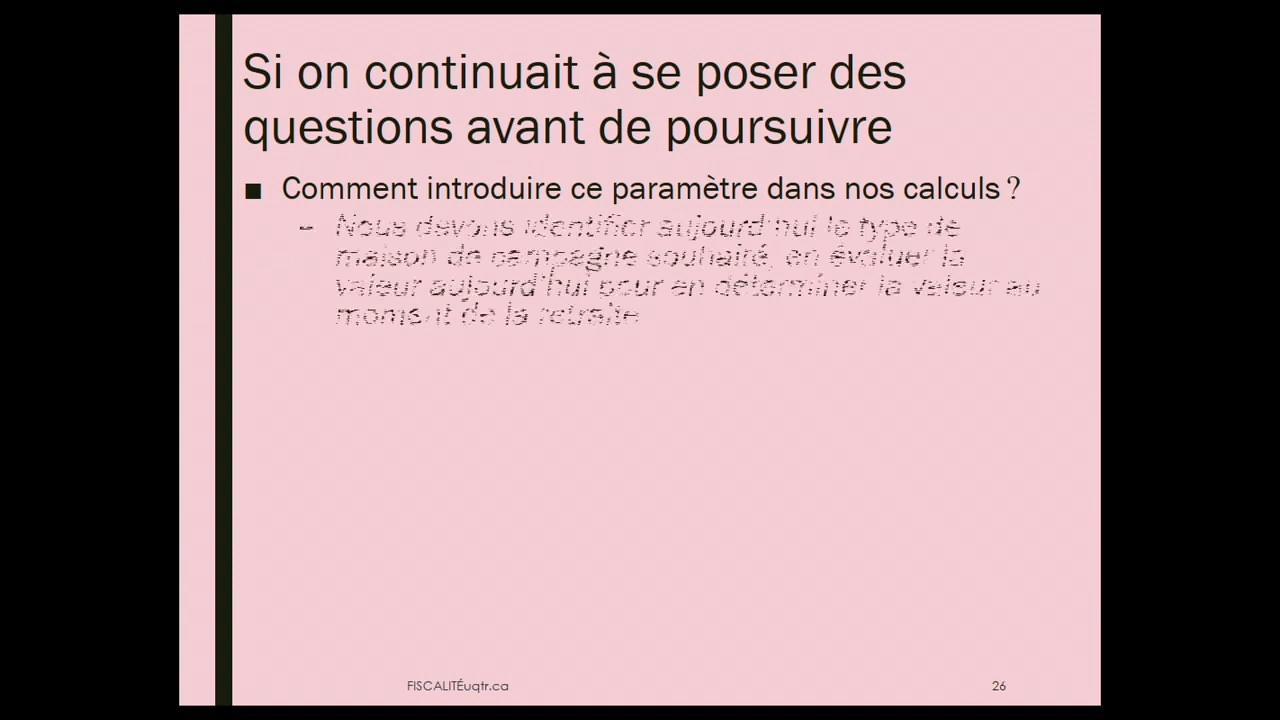 Si on continuait à se poser des
questions avant de poursuivre
■ Comment introduire ce paramètre dans nos calculs ?
– Nous devons identifier aujourd'hui le type de
maison de campagne souhaité, en évaluer la
valeur aujourd'hui pour en déterminer la valeur au
moment de la retraite
FISCALITÉuqtr.ca
26